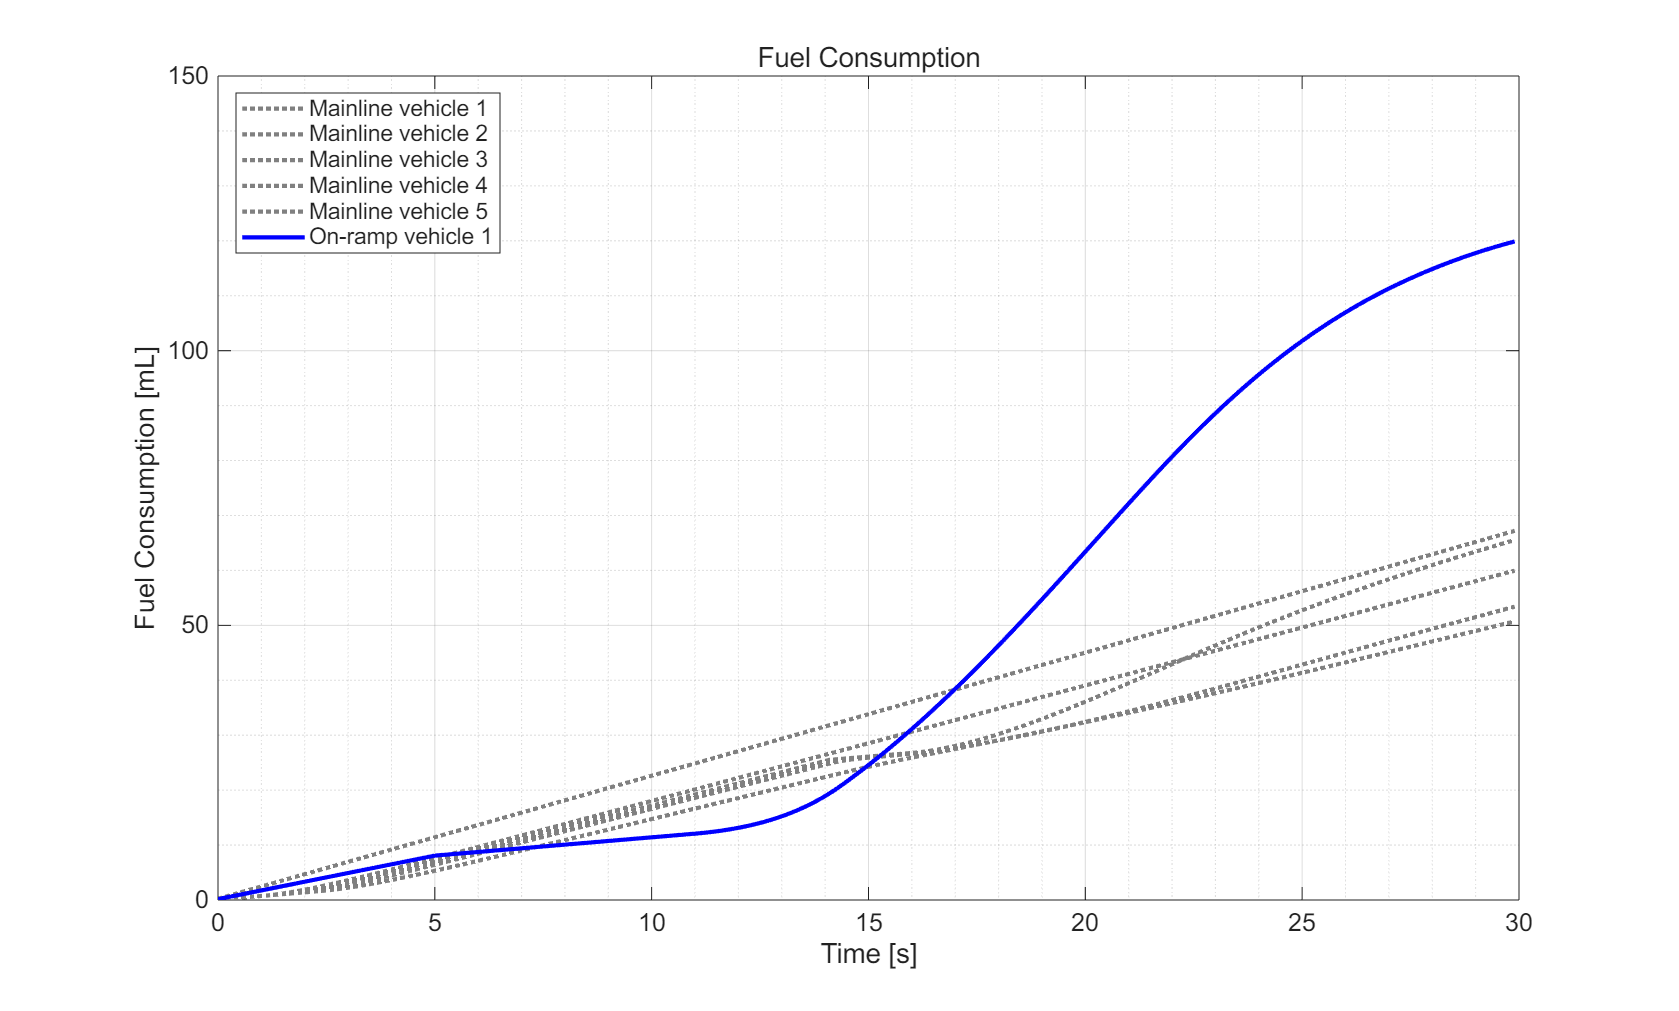 Fuel Consumption
150
100
50
0
Fuel Consumption [mL]
Mainline vehicle 1
Mainline vehicle 2
Mainline vehicle 3
Mainline vehicle 4
Mainline vehicle 5
On-ramp vehicle 1
0 5 10 15 20 25 30
Time [s]